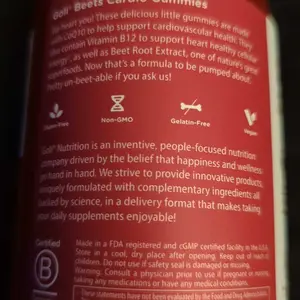 Goli® Beets Cardio Gummies
heart you! These delicious little gummies are made
with CoQ10 to help support cardiovascular health. They
also contain Vitamin B12 to support heart healthy cellular
energy, as well as Beet Root Extract, one of nature's great
superfoods. Now that's a formula to be pumped about.
Pretty un-beet-able if you ask us!
Gluten-Free Non-GMO Gelatin-Free Vegan
Goli® Nutrition is an inventive, people-focused nutrition
company driven by the belief that happiness and wellness
go hand in hand. We strive to provide innovative products,
uniquely formulated with complementary ingredients all
backed by science, in a delivery format that makes taking
your daily supplements enjoyable!
Certified
B
Made in a FDA registered and cGMP certified facility in the U.S.A.
Store in a cool, dry place after opening. Keep out of reach of
children. Do not use if safety seal is damaged or missing.
Warning: Consult a physician prior to use if pregnant or nursing,
taking any medications or have any medical conditions.
These statements have not been evaluated by the Food and Drug Administration.